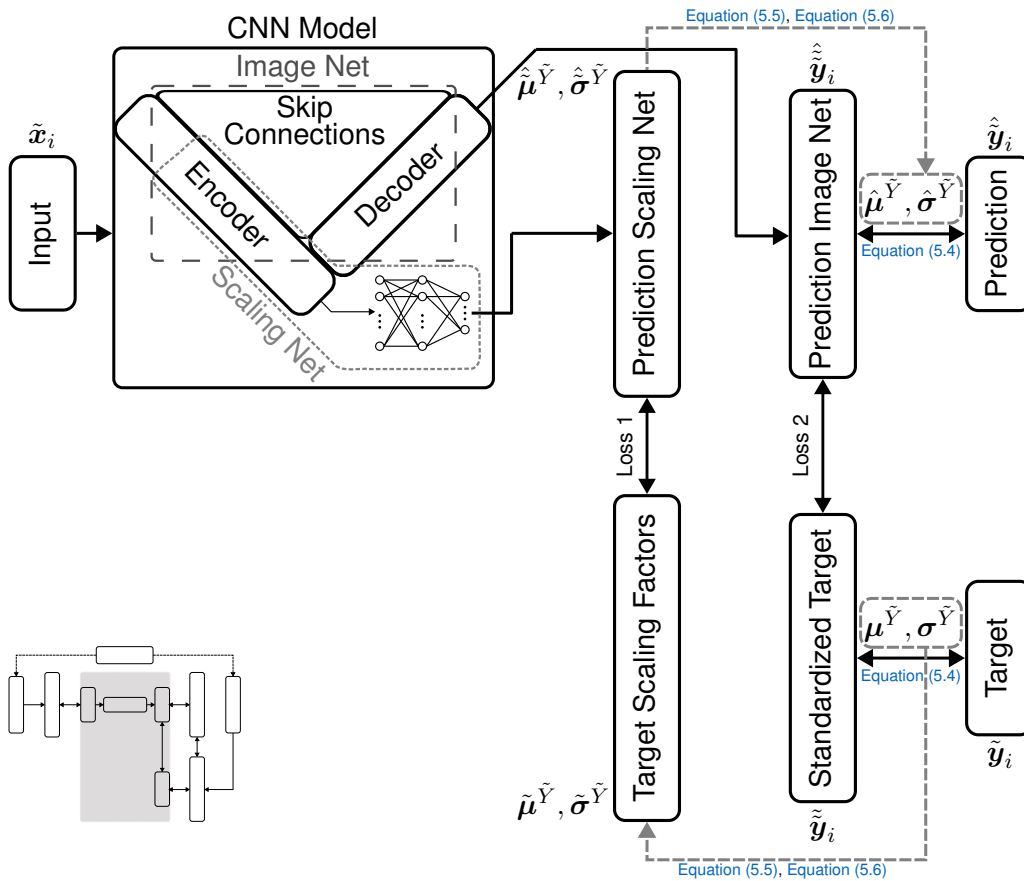 Equation (5.5), Equation (5.6)
CNN Model
Image Net
Skip
Connections
Encoder
Decoder
Scaling Net
x̃ᵢ
Input
μ̃̂^Ỹ, σ̃̂^Ỹ
Prediction Scaling Net
ỹ̃̂ᵢ
Prediction Image Net
μ̂^Ỹ, σ̂^Ỹ
Equation (5.4)
ỹ̂ᵢ
Prediction
Loss 1
Loss 2
Target Scaling Factors
μ̃^Ỹ, σ̃^Ỹ
Standardized Target
ỹ̃ᵢ
μ^Ỹ, σ^Ỹ
Equation (5.4)
Target
ỹᵢ
Equation (5.5), Equation (5.6)